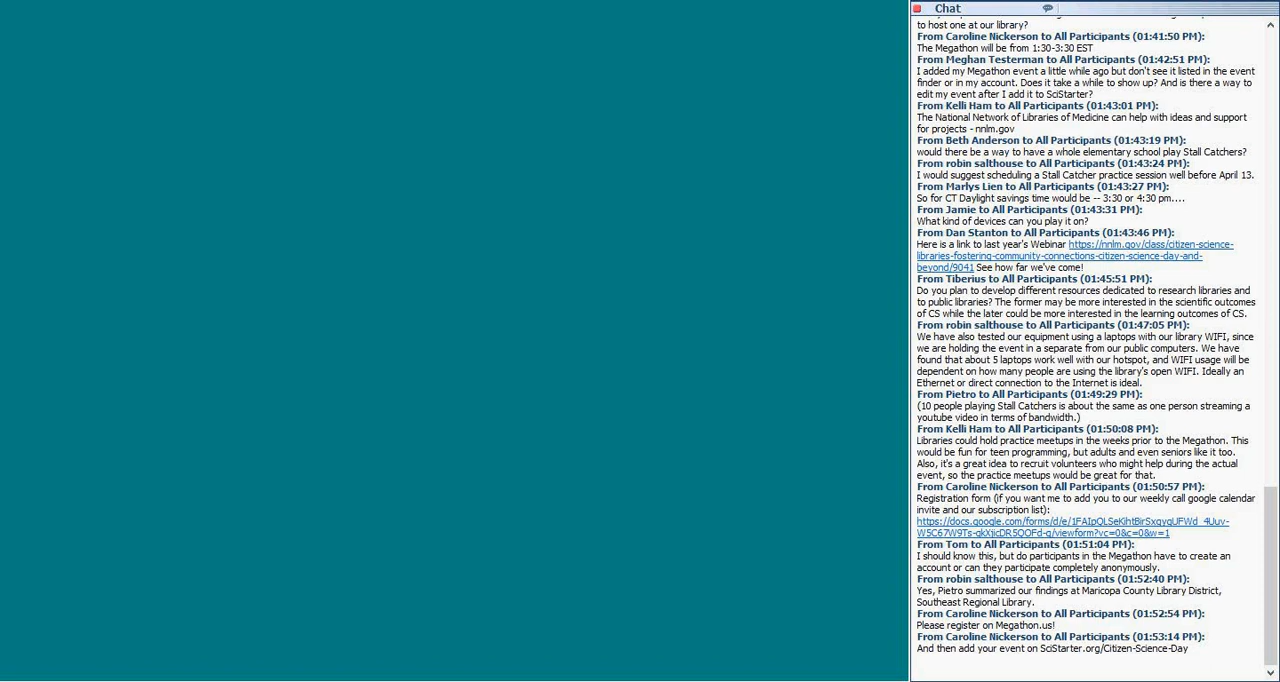 Chat
to host one at our library?
From Caroline Nickerson to All Participants (01:41:50 PM):
The Megathon will be from 1:30-3:30 EST
From Meghan Testerman to All Participants (01:42:51 PM):
I added my Megathon event a little while ago but don't see it listed in the event
finder or in my account. Does it take a while to show up? And is there a way to
edit my event after I add it to SciStarter?
From Kelli Ham to All Participants (01:43:01 PM):
The National Network of Libraries of Medicine can help with ideas and support
for projects - nnlm.gov
From Beth Anderson to All Participants (01:43:19 PM):
would there be a way to have a whole elementary school play Stall Catchers?
From robin salthouse to All Participants (01:43:24 PM):
I would suggest scheduling a Stall Catcher practice session well before April 13.
From Marlys Lien to All Participants (01:43:27 PM):
So for CT Daylight savings time would be -- 3:30 or 4:30 pm....
From Jamie to All Participants (01:43:31 PM):
What kind of devices can you play it on?
From Dan Stanton to All Participants (01:43:46 PM):
Here is a link to last year's Webinar https://nnlm.gov/class/citizen-science-
libraries-fostering-community-connections-citizen-science-day-and-
beyond/9041 See how far we've come!
From Tiberius to All Participants (01:45:51 PM):
Do you plan to develop different resources dedicated to research libraries and
to public libraries? The former may be more interested in the scientific outcomes
of CS while the later could be more interested in the learning outcomes of CS.
From robin salthouse to All Participants (01:47:05 PM):
We have also tested our equipment using a laptops with our library WIFI, since
we are holding the event in a separate from our public computers. We have
found that about 5 laptops work well with our hotspot, and WIFI usage will be
dependent on how many people are using the library's open WIFI. Ideally an
Ethernet or direct connection to the Internet is ideal.
From Pietro to All Participants (01:49:29 PM):
(10 people playing Stall Catchers is about the same as one person streaming a
youtube video in terms of bandwidth.)
From Kelli Ham to All Participants (01:50:08 PM):
Libraries could hold practice meetups in the weeks prior to the Megathon. This
would be fun for teen programming, but adults and even seniors like it too.
Also, it's a great idea to recruit volunteers who might help during the actual
event, so the practice meetups would be great for that.
From Caroline Nickerson to All Participants (01:50:57 PM):
Registration form (if you want me to add you to our weekly call google calendar
invite and our subscription list):
From Tom to All Participants (01:51:04 PM):
I should know this, but do participants in the Megathon have to create an
account or can they participate completely anonymously.
From robin salthouse to All Participants (01:52:40 PM):
Yes, Pietro summarized our findings at Maricopa County Library District,
Southeast Regional Library.
From Caroline Nickerson to All Participants (01:52:54 PM):
Please register on Megathon.us!
From Caroline Nickerson to All Participants (01:53:14 PM):
And then add your event on SciStarter.org/Citizen-Science-Day